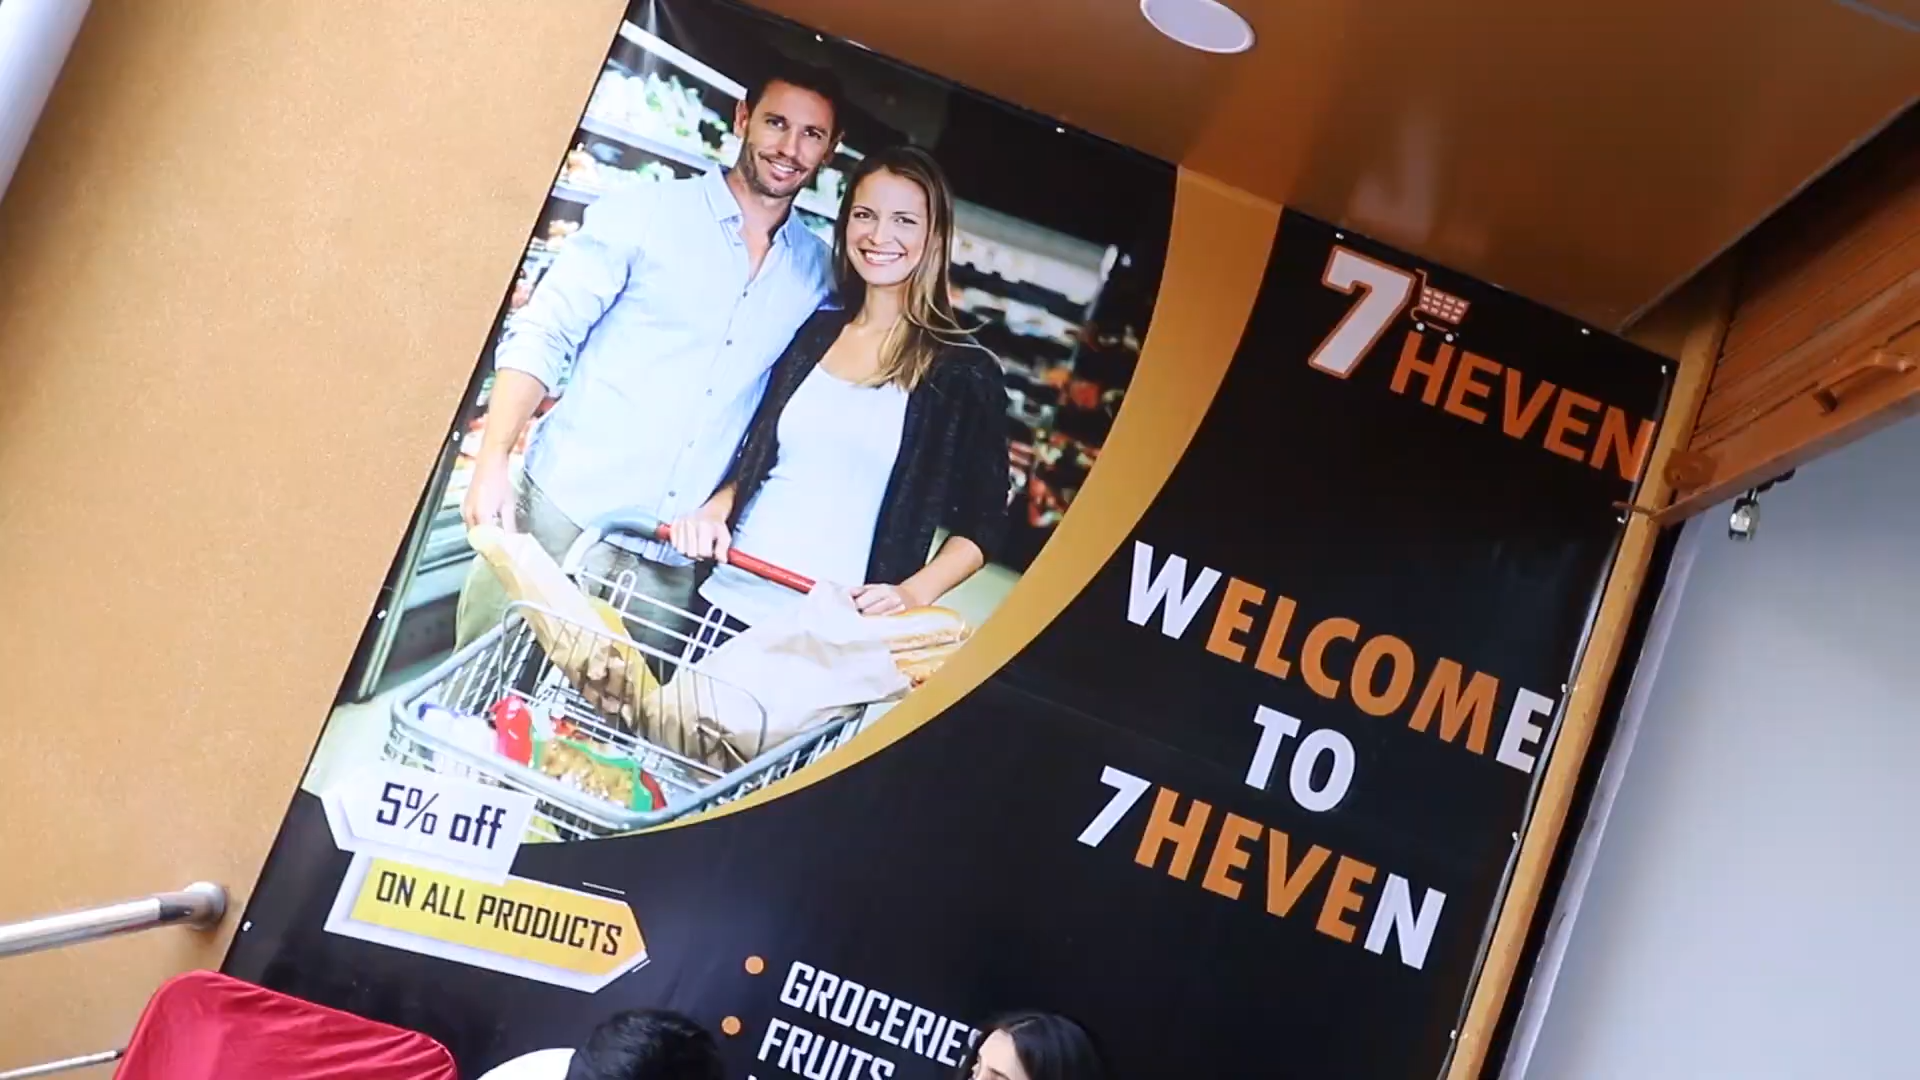 7 HEVEN
WELCOME
TO
7HEVEN
5% off
ON ALL PRODUCTS
GROCERIES
FRUITS